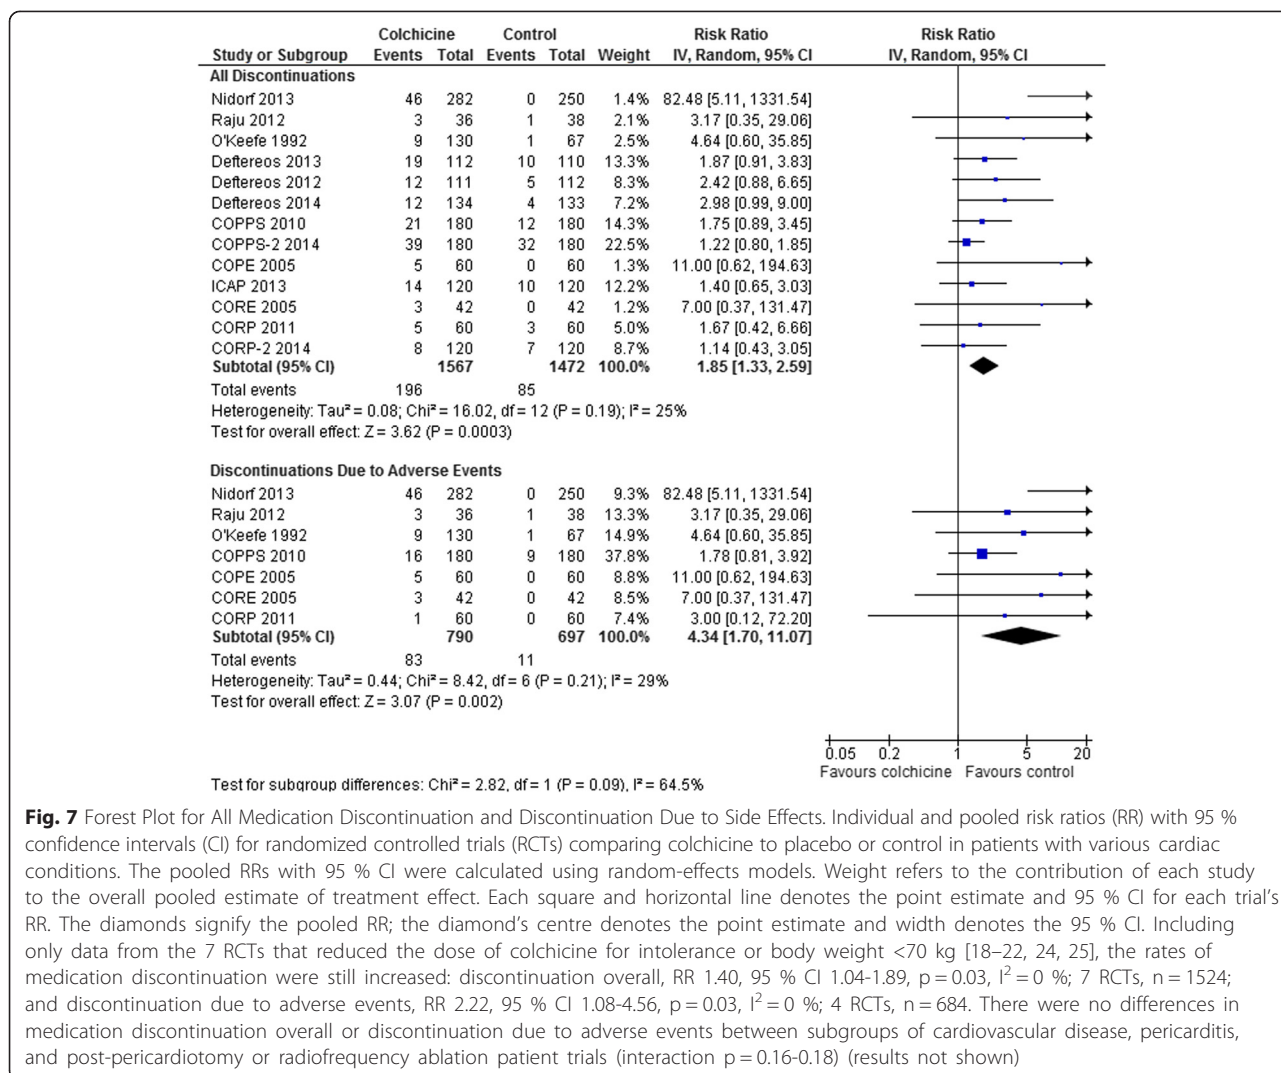 Colchicine Control Risk Ratio Risk Ratio
Study or Subgroup Events Total Events Total Weight IV, Random, 95% CI IV, Random, 95% CI
All Discontinuations
Nidorf 2013 46 282 0 250 1.4% 82.48 [5.11, 1331.54]
Raju 2012 3 36 1 38 2.1% 3.17 [0.35, 29.06]
O'Keefe 1992 9 130 1 67 2.5% 4.64 [0.60, 35.85]
Deftereos 2013 19 112 10 110 13.3% 1.87 [0.91, 3.83]
Deftereos 2012 12 111 5 112 8.3% 2.42 [0.88, 6.65]
Deftereos 2014 12 134 4 133 7.2% 2.98 [0.99, 9.00]
COPPS 2010 21 180 12 180 14.3% 1.75 [0.89, 3.45]
COPPS-2 2014 39 180 32 180 22.5% 1.22 [0.80, 1.85]
COPE 2005 5 60 0 60 1.3% 11.00 [0.62, 194.63]
ICAP 2013 14 120 10 120 12.2% 1.40 [0.65, 3.03]
CORE 2005 3 42 0 42 1.2% 7.00 [0.37, 131.47]
CORP 2011 5 60 3 60 5.0% 1.67 [0.42, 6.66]
CORP-2 2014 8 120 7 120 8.7% 1.14 [0.43, 3.05]
Subtotal (95% CI) 1567 1472 100.0% 1.85 [1.33, 2.59]
Total events 196 85
Heterogeneity: Tau² = 0.08; Chi² = 16.02, df = 12 (P = 0.19); I² = 25%
Test for overall effect: Z = 3.62 (P = 0.0003)
Discontinuations Due to Adverse Events
Nidorf 2013 46 282 0 250 9.3% 82.48 [5.11, 1331.54]
Raju 2012 3 36 1 38 13.3% 3.17 [0.35, 29.06]
O'Keefe 1992 9 130 1 67 14.9% 4.64 [0.60, 35.85]
COPPS 2010 16 180 9 180 37.8% 1.78 [0.81, 3.92]
COPE 2005 5 60 0 60 8.8% 11.00 [0.62, 194.63]
CORE 2005 3 42 0 42 8.5% 7.00 [0.37, 131.47]
CORP 2011 1 60 0 60 7.4% 3.00 [0.12, 72.20]
Subtotal (95% CI) 790 697 100.0% 4.34 [1.70, 11.07]
Total events 83 11
Heterogeneity: Tau² = 0.44; Chi² = 8.42, df = 6 (P = 0.21); I² = 29%
Test for overall effect: Z = 3.07 (P = 0.002)
0.05 0.2 1 5 20
Favours colchicine Favours control
Test for subgroup differences: Chi² = 2.82, df = 1 (P = 0.09), I² = 64.5%
Fig. 7 Forest Plot for All Medication Discontinuation and Discontinuation Due to Side Effects. Individual and pooled risk ratios (RR) with 95 %
confidence intervals (CI) for randomized controlled trials (RCTs) comparing colchicine to placebo or control in patients with various cardiac
conditions. The pooled RRs with 95 % CI were calculated using random-effects models. Weight refers to the contribution of each study
to the overall pooled estimate of treatment effect. Each square and horizontal line denotes the point estimate and 95 % CI for each trial's
RR. The diamonds signify the pooled RR; the diamond's centre denotes the point estimate and width denotes the 95 % CI. Including
only data from the 7 RCTs that reduced the dose of colchicine for intolerance or body weight <70 kg [18–22, 24, 25], the rates of
medication discontinuation were still increased: discontinuation overall, RR 1.40, 95 % CI 1.04-1.89, p = 0.03, I² = 0 %; 7 RCTs, n = 1524;
and discontinuation due to adverse events, RR 2.22, 95 % CI 1.08-4.56, p = 0.03, I² = 0 %; 4 RCTs, n = 684. There were no differences in
medication discontinuation overall or discontinuation due to adverse events between subgroups of cardiovascular disease, pericarditis,
and post-pericardiotomy or radiofrequency ablation patient trials (interaction p = 0.16-0.18) (results not shown)